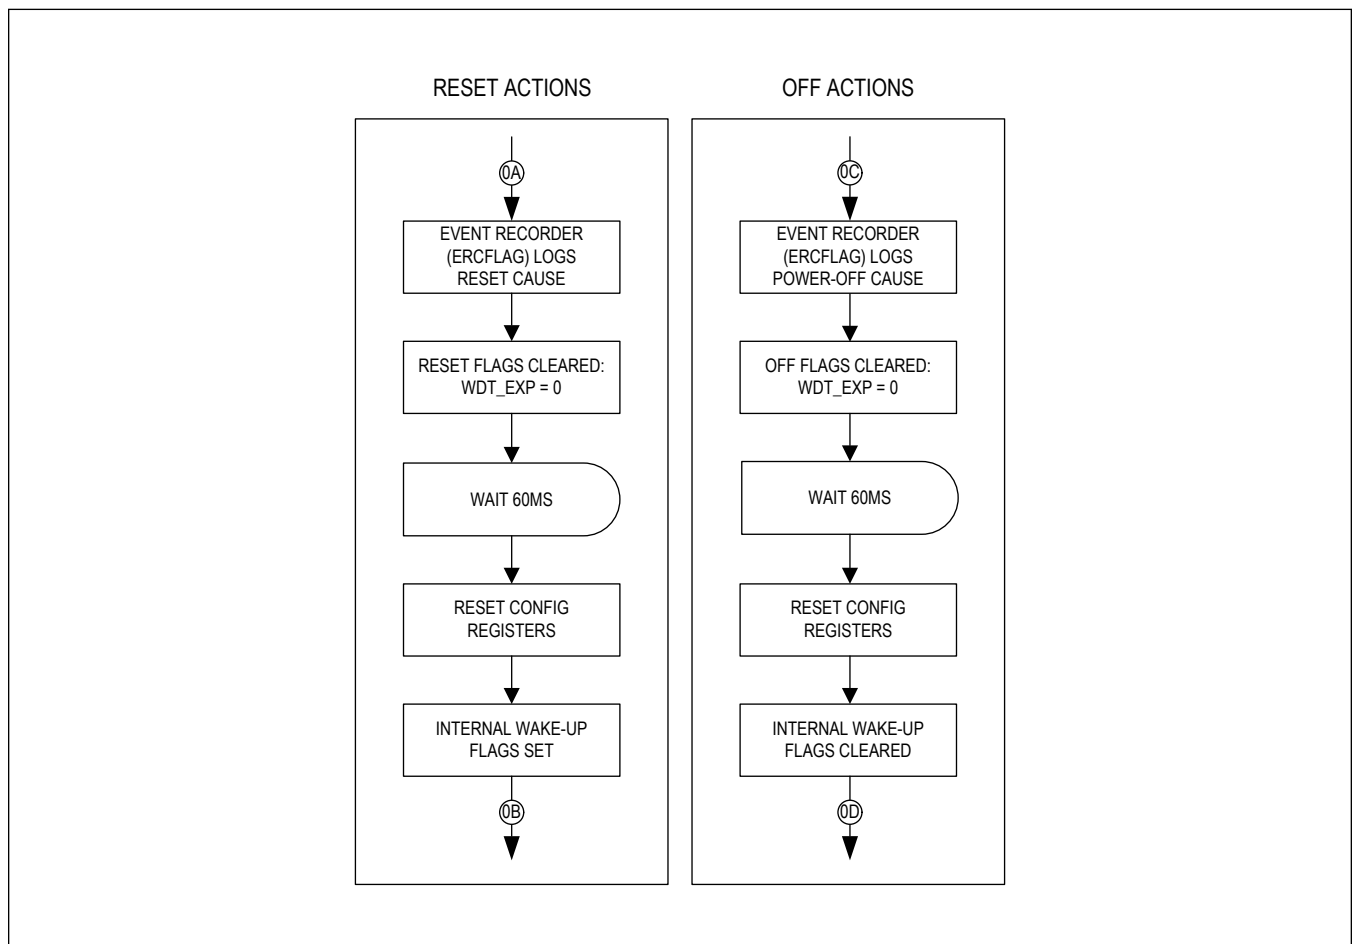 RESET ACTIONS
0A
EVENT RECORDER
(ERCFLAG) LOGS
RESET CAUSE
RESET FLAGS CLEARED:
WDT_EXP = 0
WAIT 60MS
RESET CONFIG
REGISTERS
INTERNAL WAKE-UP
FLAGS SET
0B
OFF ACTIONS
0C
EVENT RECORDER
(ERCFLAG) LOGS
POWER-OFF CAUSE
OFF FLAGS CLEARED:
WDT_EXP = 0
WAIT 60MS
RESET CONFIG
REGISTERS
INTERNAL WAKE-UP
FLAGS CLEARED
0D